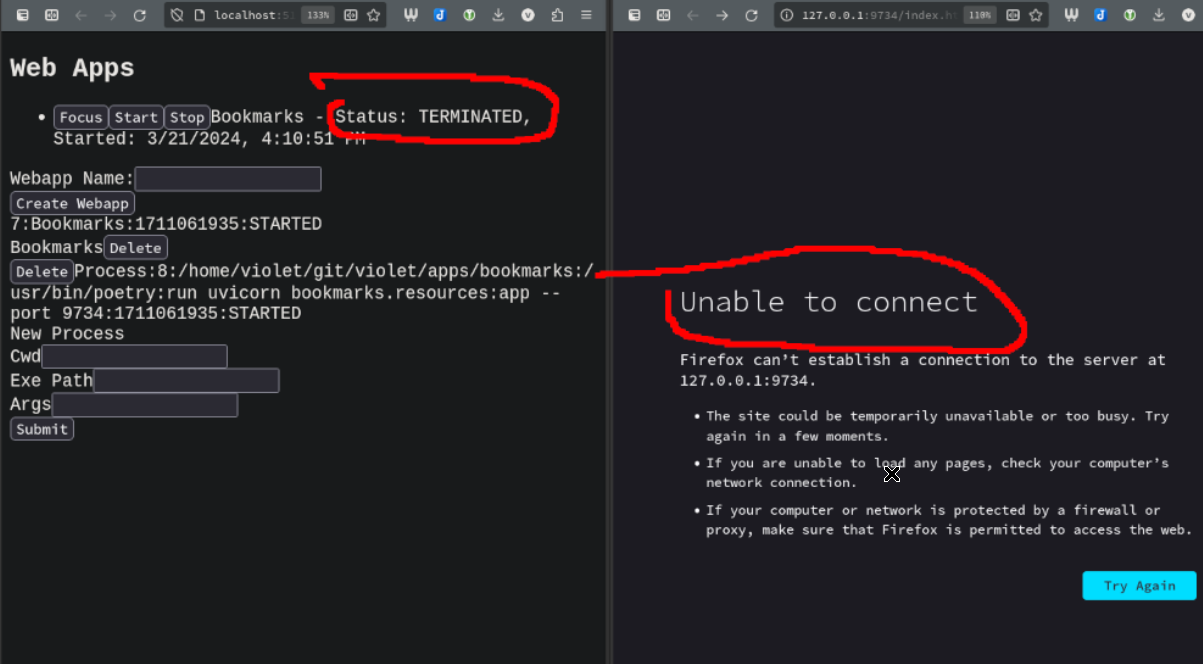 localhost:5
133%
127.0.0.1:9734/index.h
110%
Web Apps
Focus Start Stop Bookmarks - Status: TERMINATED,
Started: 3/21/2024, 4:10:51 PM
Webapp Name:
Create Webapp
7:Bookmarks:1711061935:STARTED
Bookmarks Delete
Delete Process:8:/home/violet/git/violet/apps/bookmarks:/
usr/bin/poetry:run uvicorn bookmarks.resources:app --
port 9734:1711061935:STARTED
New Process
Cwd
Exe Path
Args
Submit
Unable to connect
Firefox can’t establish a connection to the server at
127.0.0.1:9734.
• The site could be temporarily unavailable or too busy. Try
again in a few moments.
• If you are unable to load any pages, check your computer’s
network connection.
• If your computer or network is protected by a firewall or
proxy, make sure that Firefox is permitted to access the web.
Try Again